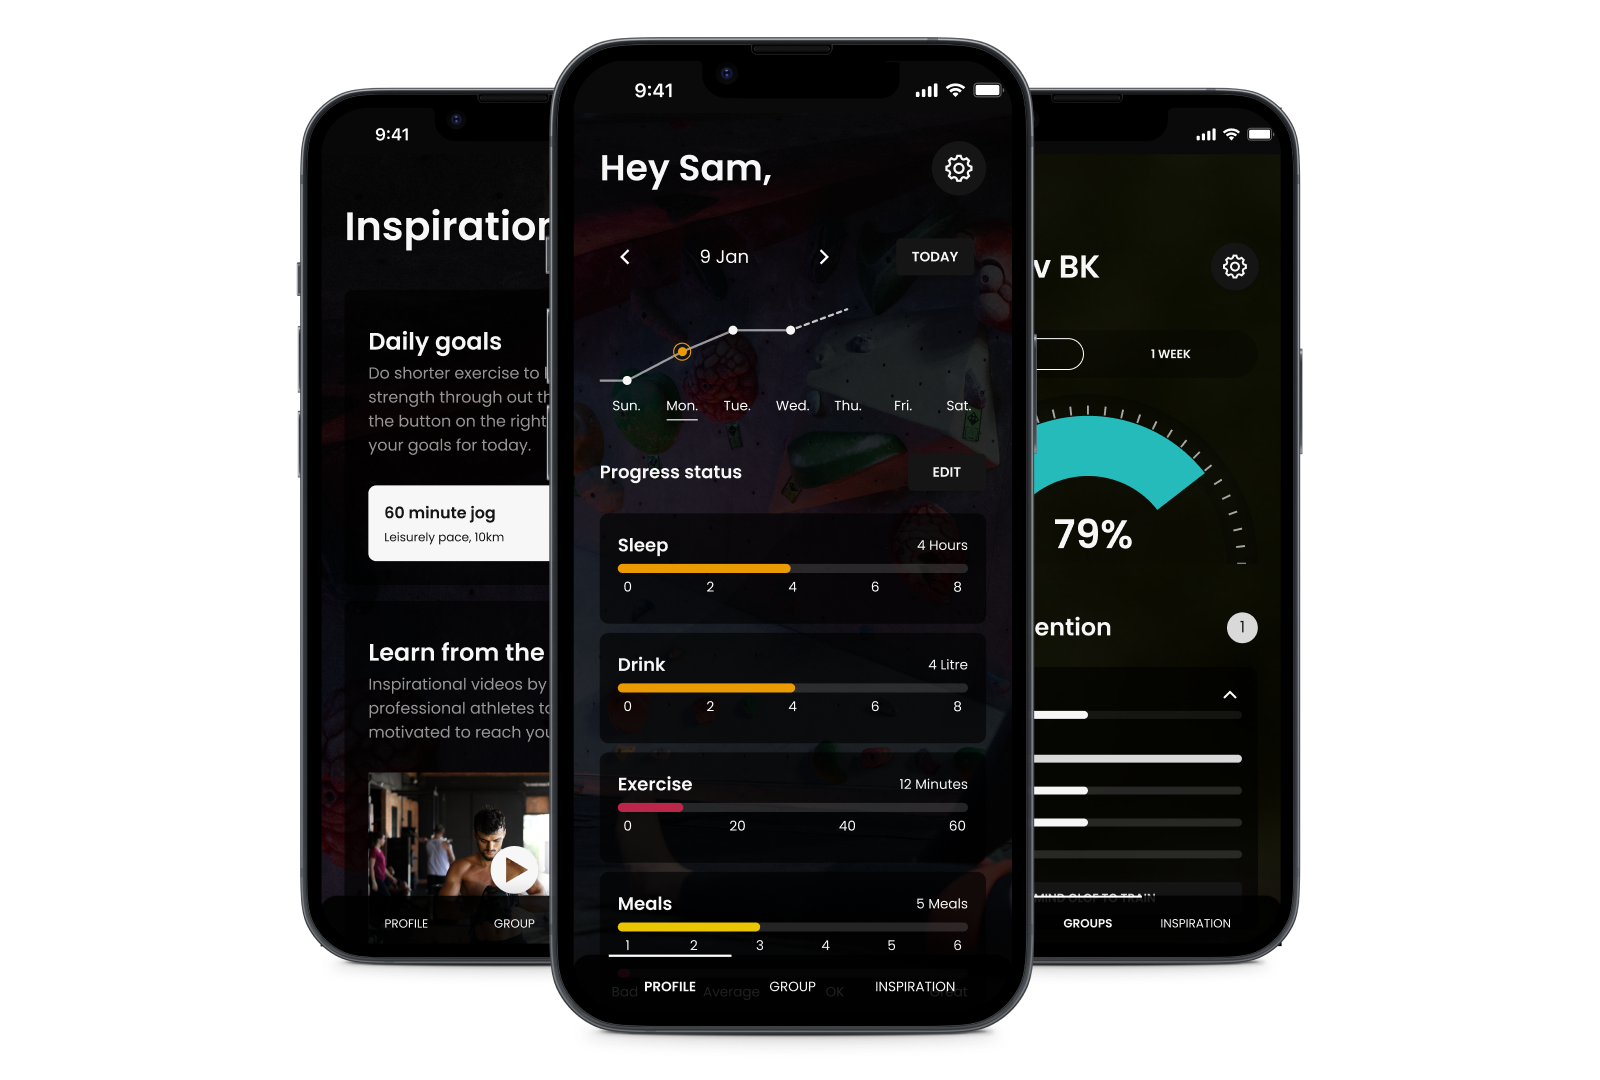 9:41
Inspiration
Daily goals
Do shorter exercise to
strength through out th
the button on the right
your goals for today.
60 minute jog
Leisurely pace, 10km
Learn from the
Inspirational videos by
professional athletes to
motivated to reach you
PROFILE GROUP
9:41
Hey Sam,
9 Jan TODAY
Sun. Mon. Tue. Wed. Thu. Fri. Sat.
Progress status EDIT
Sleep 4 Hours
0 2 4 6 8
Drink 4 Litre
0 2 4 6 8
Exercise 12 Minutes
0 20 40 60
Meals 5 Meals
1 2 3 4 5 6
Bad Average OK Great
PROFILE GROUP INSPIRATION
v BK
1 WEEK
79%
ention 1
MIND OLOF TO TRAIN
GROUPS INSPIRATION